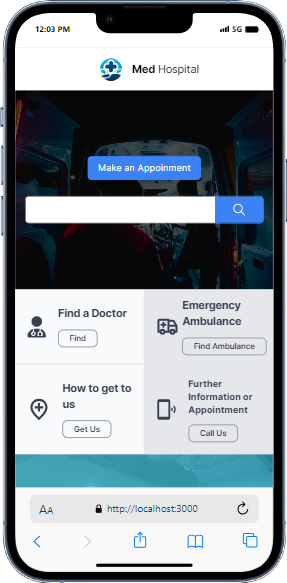 12:03 PM
5G
Med Hospital
Make an Appoinment
Find a Doctor
Find
Emergency
Ambulance
Find Ambulance
How to get to
us
Get Us
Further
Information or
Appointment
Call Us
AA
http://localhost:3000